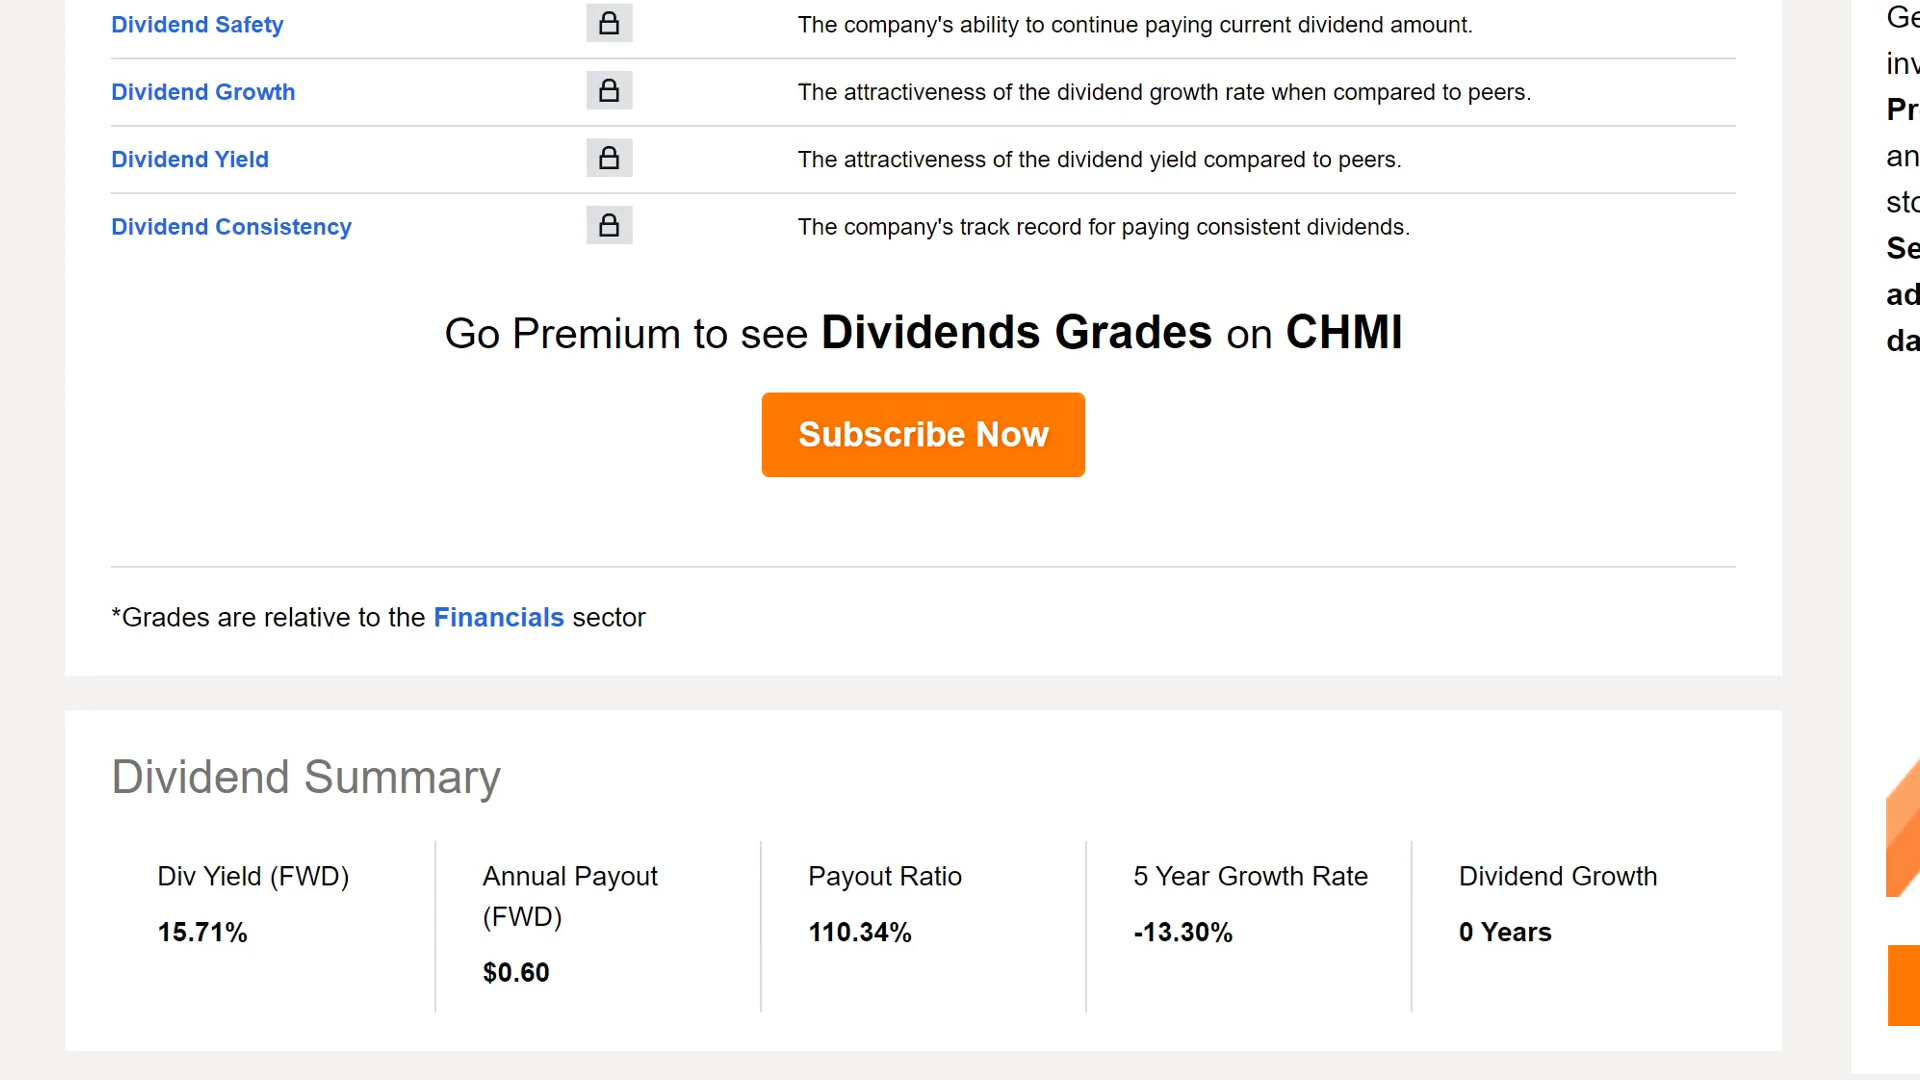 Dividend Safety The company's ability to continue paying current dividend amount.
Dividend Growth The attractiveness of the dividend growth rate when compared to peers.
Dividend Yield The attractiveness of the dividend yield compared to peers.
Dividend Consistency The company's track record for paying consistent dividends.
Go Premium to see Dividends Grades on CHMI
Subscribe Now
*Grades are relative to the Financials sector
Dividend Summary
Div Yield (FWD)
15.71%
Annual Payout
(FWD)
$0.60
Payout Ratio
110.34%
5 Year Growth Rate
-13.30%
Dividend Growth
0 Years